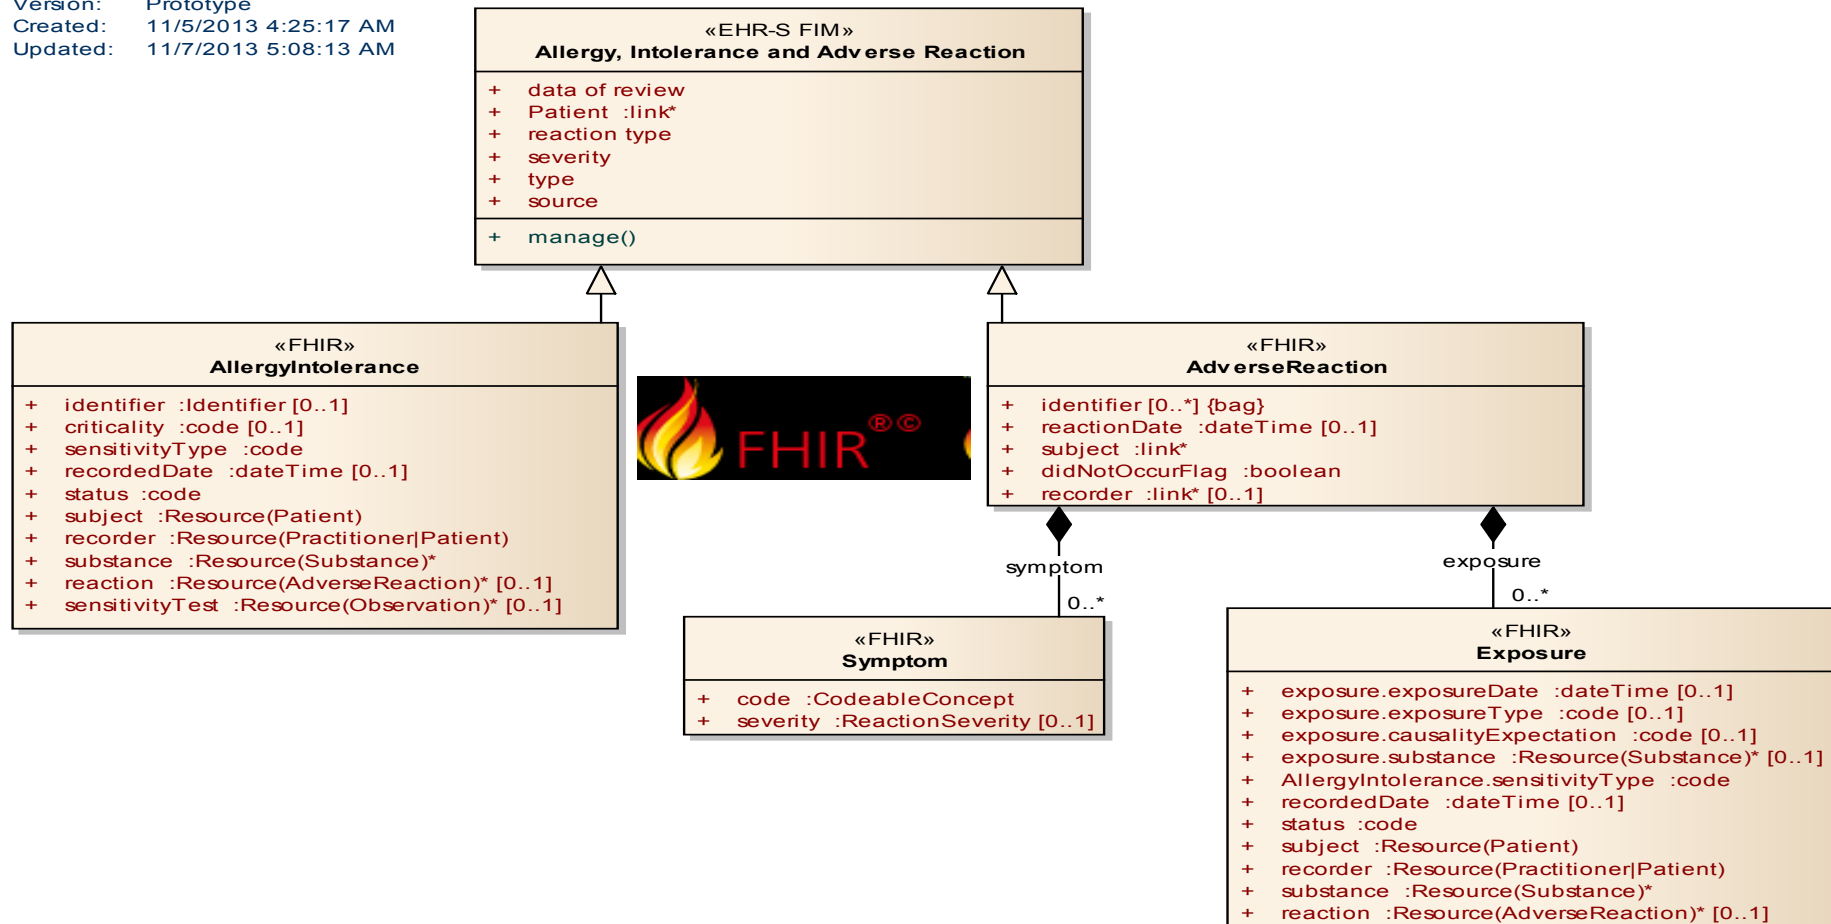 Version: Prototype
Created: 11/5/2013 4:25:17 AM
Updated: 11/7/2013 5:08:13 AM
«EHR-S FIM»
Allergy, Intolerance and Adverse Reaction
+ data of review
+ Patient :link*
+ reaction type
+ severity
+ type
+ source
+ manage()
«FHIR»
AllergyIntolerance
+ identifier :Identifier [0..1]
+ criticality :code [0..1]
+ sensitivityType :code
+ recordedDate :dateTime [0..1]
+ status :code
+ subject :Resource(Patient)
+ recorder :Resource(Practitioner|Patient)
+ substance :Resource(Substance)*
+ reaction :Resource(AdverseReaction)* [0..1]
+ sensitivityTest :Resource(Observation)* [0..1]
FHIR®©
«FHIR»
AdverseReaction
+ identifier [0..*] {bag}
+ reactionDate :dateTime [0..1]
+ subject :link*
+ didNotOccurFlag :boolean
+ recorder :link* [0..1]
symptom
0..*
exposure
0..*
«FHIR»
Symptom
+ code :CodeableConcept
+ severity :ReactionSeverity [0..1]
«FHIR»
Exposure
+ exposure.exposureDate :dateTime [0..1]
+ exposure.exposureType :code [0..1]
+ exposure.causalityExpectation :code [0..1]
+ exposure.substance :Resource(Substance)* [0..1]
+ AllergyIntolerance.sensitivityType :code
+ recordedDate :dateTime [0..1]
+ status :code
+ subject :Resource(Patient)
+ recorder :Resource(Practitioner|Patient)
+ substance :Resource(Substance)*
+ reaction :Resource(AdverseReaction)* [0..1]